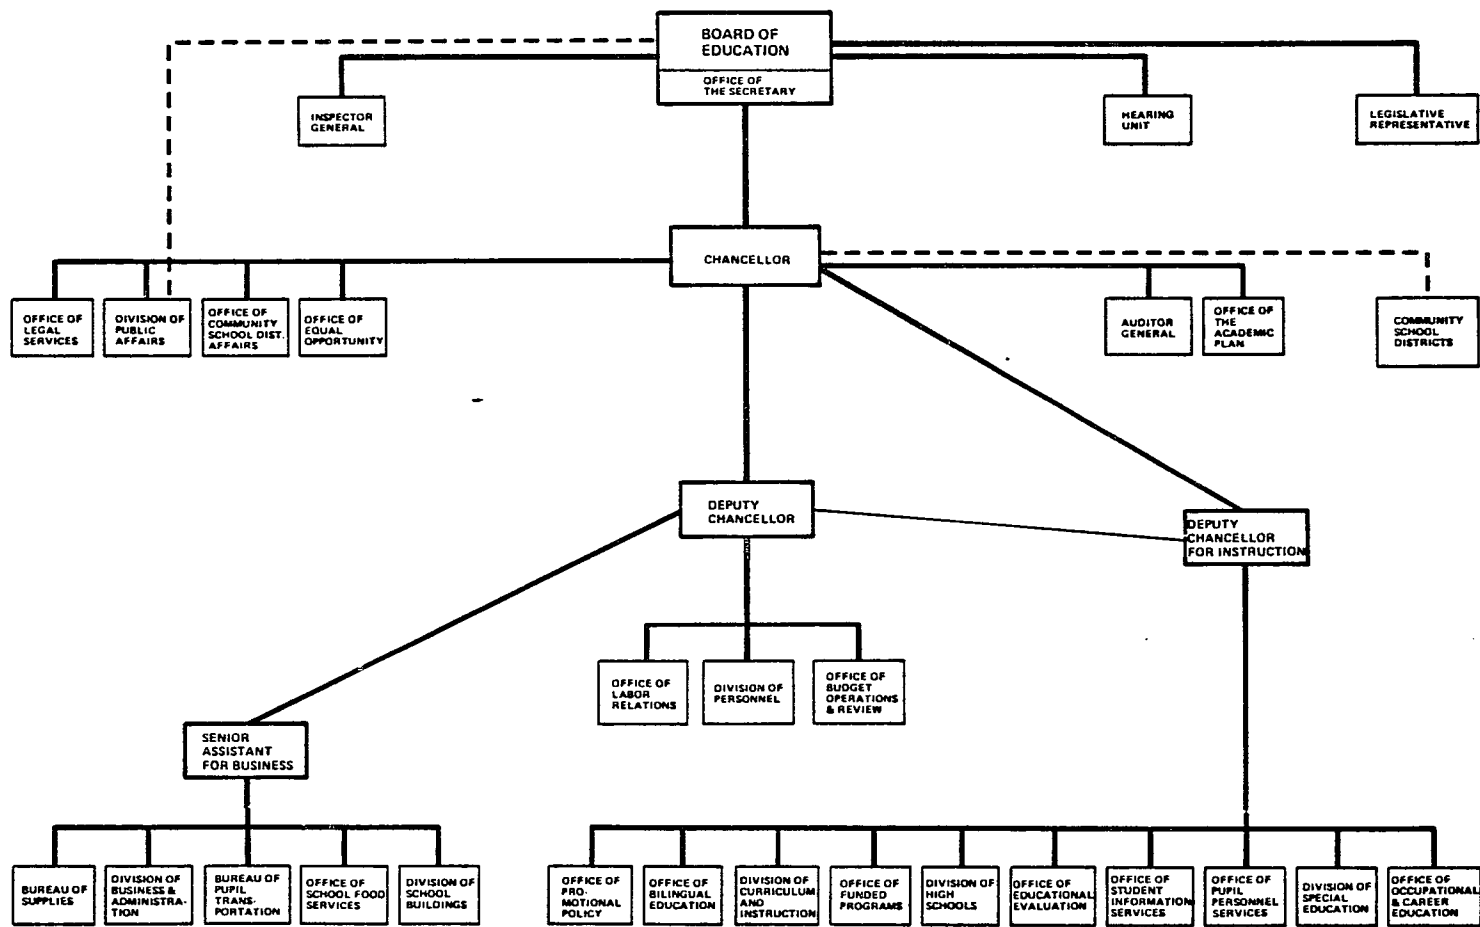 BOARD OF
EDUCATION
OFFICE OF
THE SECRETARY
INSPECTOR
GENERAL
HEARING
UNIT
LEGISLATIVE
REPRESENTATIVE
CHANCELLOR
OFFICE OF
LEGAL
SERVICES
DIVISION OF
PUBLIC
AFFAIRS
OFFICE OF
COMMUNITY
SCHOOL DIST.
AFFAIRS
OFFICE OF
EQUAL
OPPORTUNITY
AUDITOR
GENERAL
OFFICE OF
THE
ACADEMIC
PLAN
COMMUNITY
SCHOOL
DISTRICTS
DEPUTY
CHANCELLOR
DEPUTY
CHANCELLOR
FOR INSTRUCTION
OFFICE OF
LABOR
RELATIONS
DIVISION OF
PERSONNEL
OFFICE OF
BUDGET
OPERATIONS
& REVIEW
SENIOR
ASSISTANT
FOR BUSINESS
BUREAU OF
SUPPLIES
DIVISION OF
BUSINESS &
ADMINISTRA-
TION
BUREAU OF
PUPIL
TRANS-
PORTATION
OFFICE OF
SCHOOL FOOD
SERVICES
DIVISION OF
SCHOOL
BUILDINGS
OFFICE OF
PRO-
MOTIONAL
POLICY
OFFICE OF
BILINGUAL
EDUCATION
DIVISION OF
CURRICULUM
AND
INSTRUCTION
OFFICE OF
FUNDED
PROGRAMS
DIVISION OF
HIGH
SCHOOLS
OFFICE OF
EDUCATIONAL
EVALUATION
OFFICE OF
STUDENT
INFORMATION
SERVICES
OFFICE OF
PUPIL
PERSONNEL
SERVICES
DIVISION OF
SPECIAL
EDUCATION
OFFICE OF
OCCUPATIONAL
& CAREER
EDUCATION